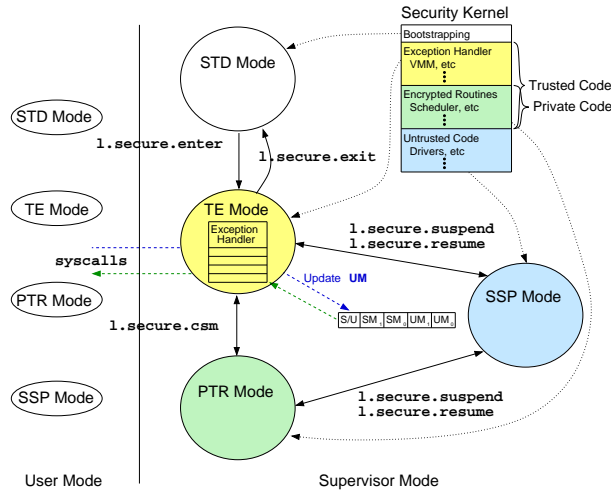 Security Kernel
Bootstrapping
Exception Handler
VMM, etc
Encrypted Routines
Scheduler, etc
Untrusted Code
Drivers, etc
Trusted Code
Private Code
STD Mode
STD Mode
l.secure.enter
l.secure.exit
TE Mode
TE Mode
Exception
Handler
l.secure.suspend
l.secure.resume
syscalls
Update UM
SSP Mode
PTR Mode
S/U SM1 SM0 UM1 UM0
l.secure.csm
PTR Mode
SSP Mode
l.secure.suspend
l.secure.resume
User Mode
Supervisor Mode